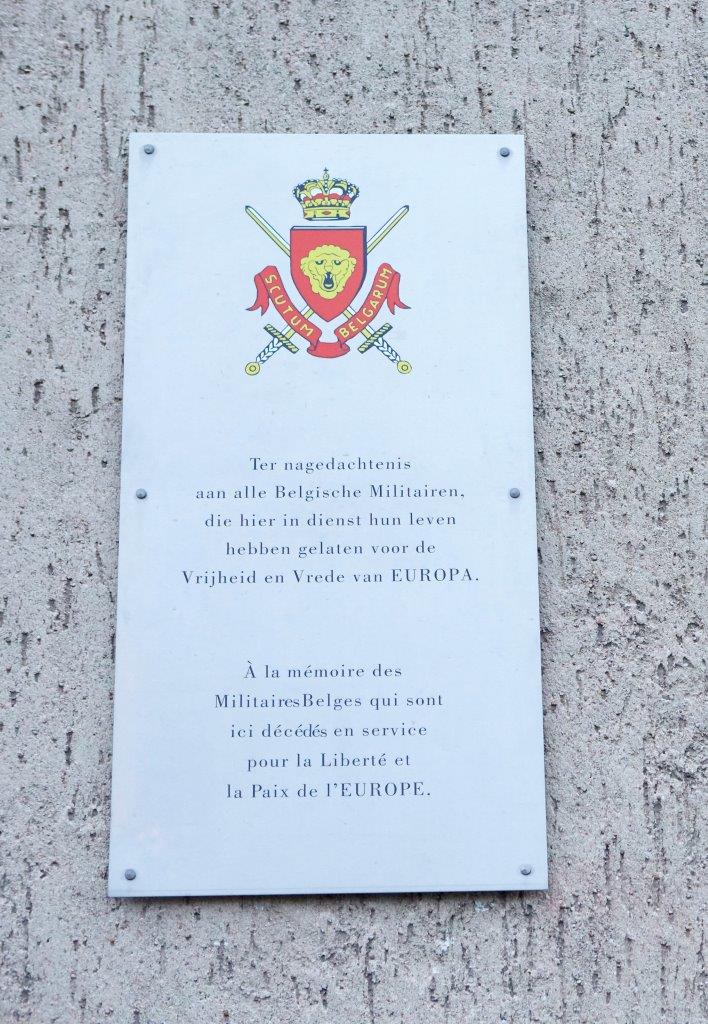 SCUTUM BELGARUM
Ter nagedachtenis
aan alle Belgische Militairen,
die hier in dienst hun leven
hebben gelaten voor de
Vrijheid en Vrede van EUROPA.
À la mémoire des
MilitairesBelges qui sont
ici décédés en service
pour la Liberté et
la Paix de l'EUROPE.